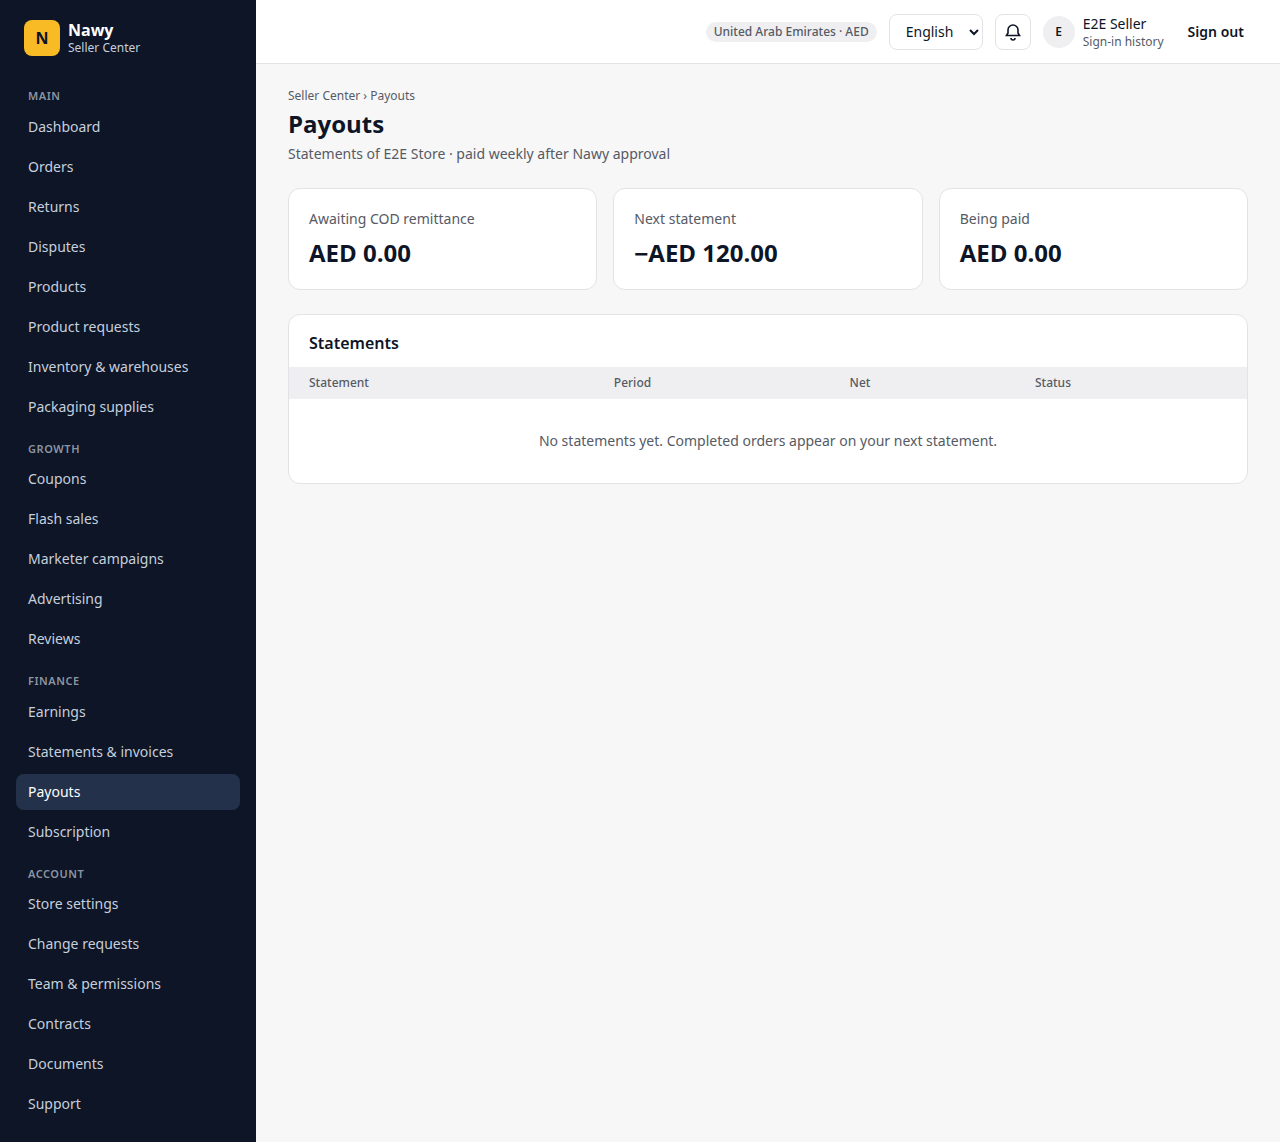 N
Nawy
Seller Center
MAIN
Dashboard
Orders
Returns
Disputes
Products
Product requests
Inventory & warehouses
Packaging supplies
GROWTH
Coupons
Flash sales
Marketer campaigns
Advertising
Reviews
FINANCE
Earnings
Statements & invoices
Payouts
Subscription
ACCOUNT
Store settings
Change requests
Team & permissions
Contracts
Documents
Support
United Arab Emirates · AED
English
E
E2E Seller
Sign-in history
Sign out
Seller Center › Payouts
Payouts
Statements of E2E Store · paid weekly after Nawy approval
Awaiting COD remittance
AED 0.00
Next statement
−AED 120.00
Being paid
AED 0.00
Statements
Statement Period Net Status
No statements yet. Completed orders appear on your next statement.